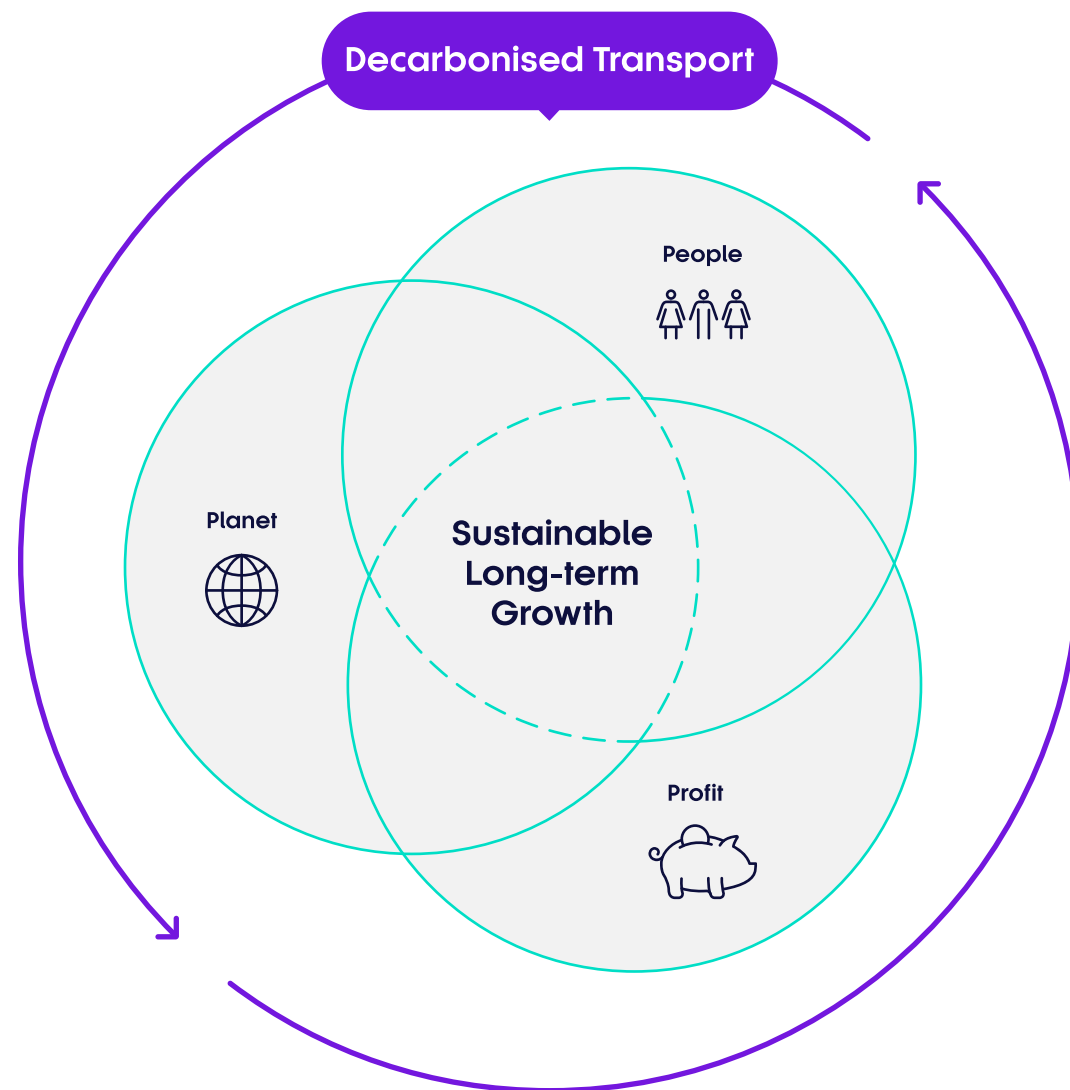 Decarbonised Transport
People
Planet
Sustainable
Long-term
Growth
Profit